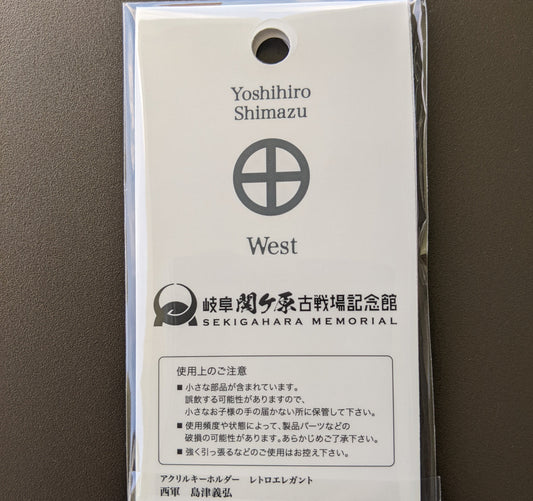 Yoshihiro
Shimazu
West
岐阜関ケ原古戦場記念館
SEKIGAHARA MEMORIAL
使用上のご注意
■ 小さな部品が含まれています。
誤飲する可能性がありますので、
小さなお子様の手の届かない所に保管して下さい。
■ 使用頻度や状態によって、製品パーツなどの
破損の可能性があります。あらかじめご了承下さい。
■ 強く引っ張るなどのご使用はお控え下さい。
アクリルキーホルダー　レトロエレガント
西軍　島津義弘